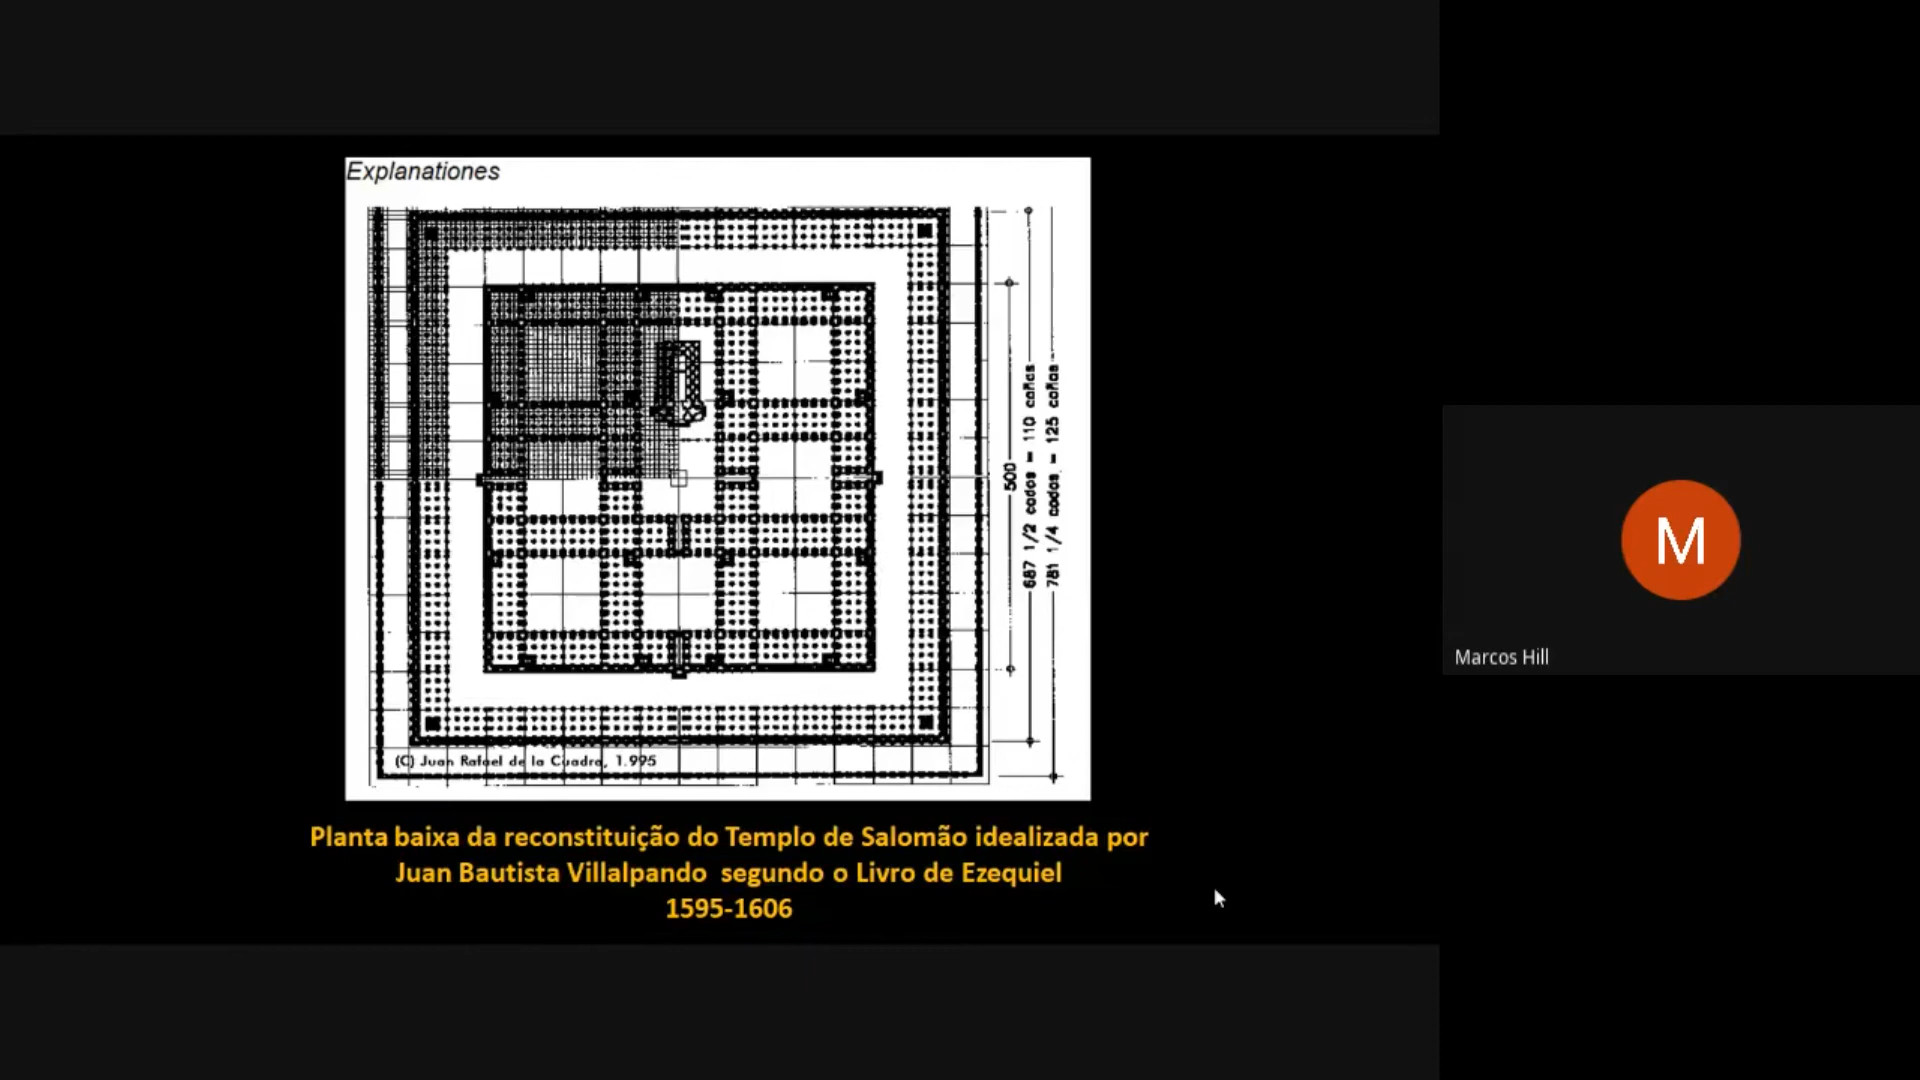 Explanationes
500
687 1/2 codos = 110 cañas
781 1/4 codos = 125 cañas
(C) Juan Rafael de la Cuadra, 1.995
Planta baixa da reconstituição do Templo de Salomão idealizada por
Juan Bautista Villalpando segundo o Livro de Ezequiel
1595-1606
M
Marcos Hill